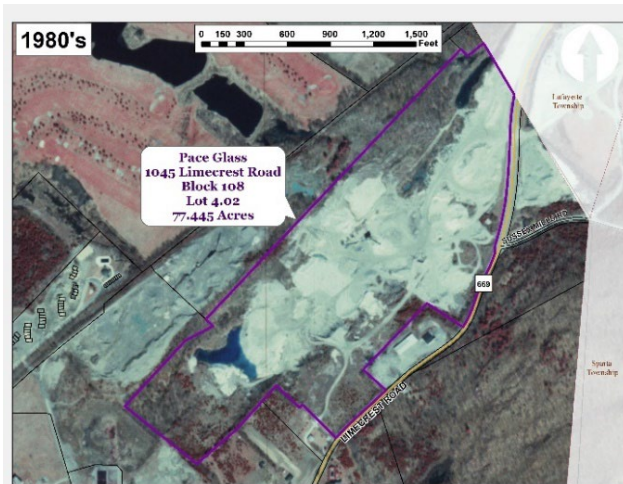 1980's
0 150 300 600 900 1,200 1,500
Feet
Lafayette
Township
Pace Glass
1045 Limecrest Road
Block 108
Lot 4.02
77.445 Acres
669
Sparta
Township
LIMECREST ROAD